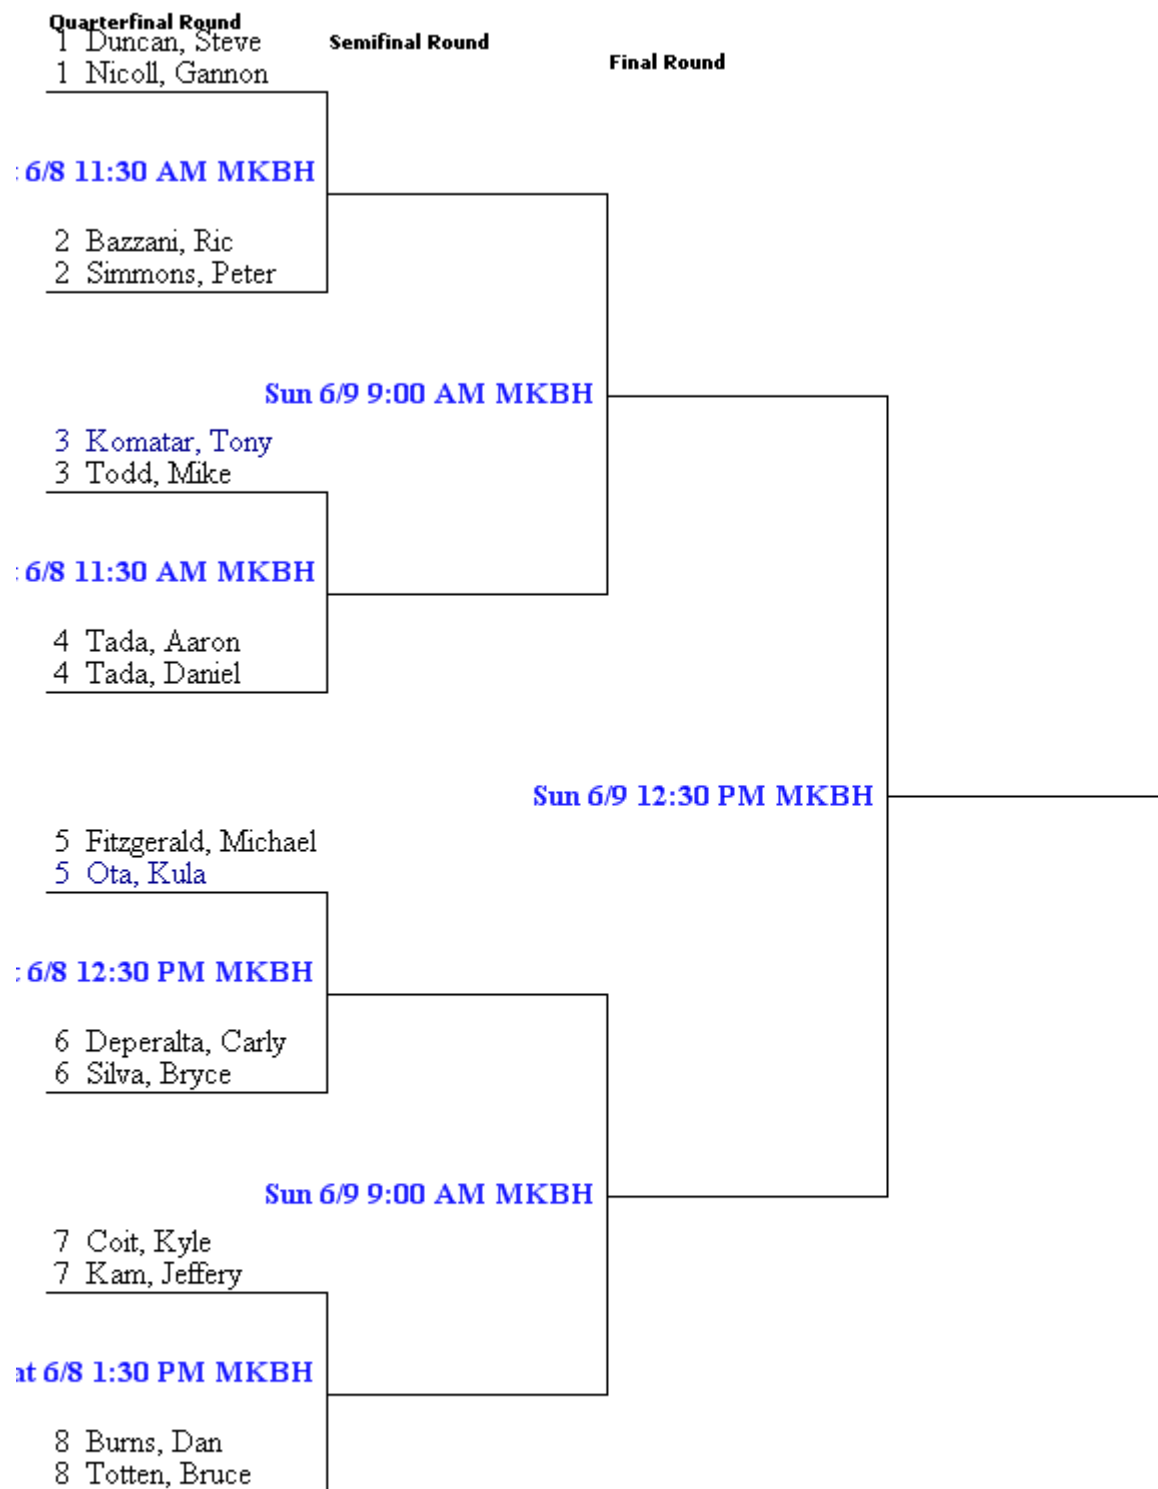 Quarterfinal Round
1 Duncan, Steve
Semifinal Round
Final Round
1 Nicoll, Gannon
6/8 11:30 AM MKBH
2 Bazzani, Ric
2 Simmons, Peter
Sun 6/9 9:00 AM MKBH
3 Komatar, Tony
3 Todd, Mike
6/8 11:30 AM MKBH
4 Tada, Aaron
4 Tada, Daniel
Sun 6/9 12:30 PM MKBH
5 Fitzgerald, Michael
5 Ota, Kula
6/8 12:30 PM MKBH
6 Deperalta, Carly
6 Silva, Bryce
Sun 6/9 9:00 AM MKBH
7 Coit, Kyle
7 Kam, Jeffery
at 6/8 1:30 PM MKBH
8 Burns, Dan
8 Totten, Bruce